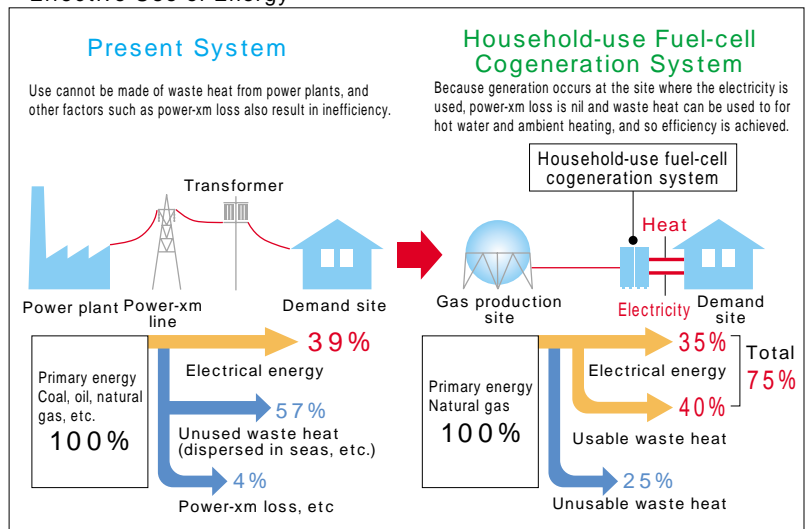 Effective Use of Energy
Present System
Use cannot be made of waste heat from power plants, and
other factors such as power-xm loss also result in inefficiency.
Transformer
Power plant
Power-xm
line
Demand site
Primary energy
Coal, oil, natural
gas, etc.
100%
39%
Electrical energy
57%
Unused waste heat
(dispersed in seas, etc.)
4%
Power-xm loss, etc
Household-use Fuel-cell
Cogeneration System
Because generation occurs at the site where the electricity is
used, power-xm loss is nil and waste heat can be used to for
hot water and ambient heating, and so efficiency is achieved.
Household-use fuel-cell
cogeneration system
Heat
Gas production
site
Electricity
Demand
site
Primary energy
Natural gas
100%
35%
Electrical energy
40%
Usable waste heat
Total
75%
25%
Unusable waste heat